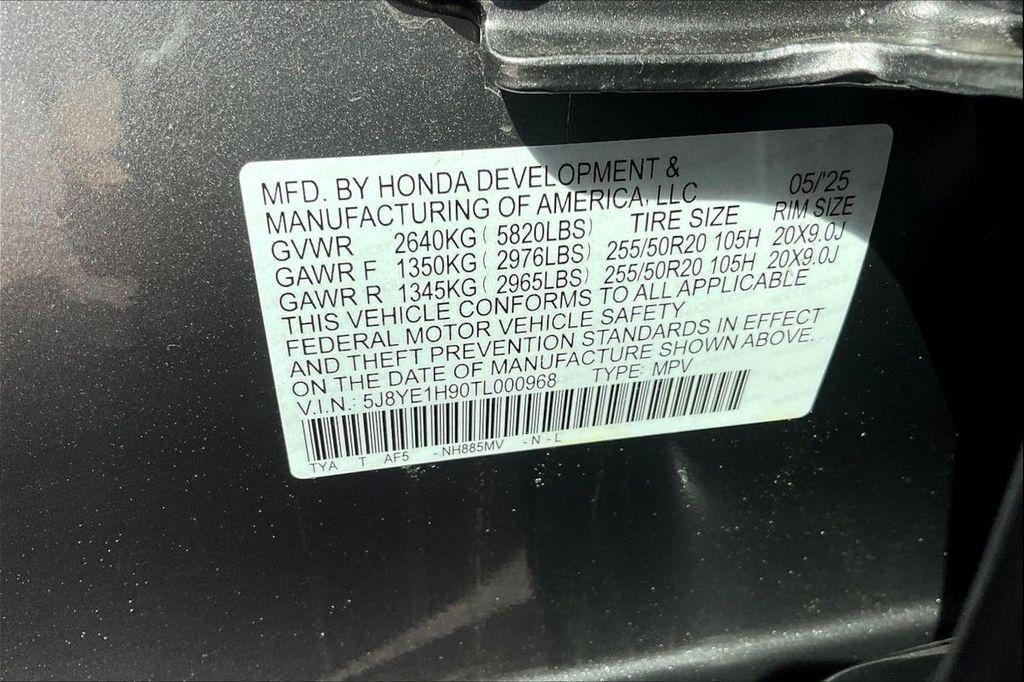 MFD. BY HONDA DEVELOPMENT & 05/'25
MANUFACTURING OF AMERICA, LLC
TIRE SIZE RIM SIZE
GVWR 2640KG ( 5820LBS)
GAWR F 1350KG ( 2976LBS) 255/50R20 105H 20X9.0J
GAWR R 1345KG ( 2965LBS) 255/50R20 105H 20X9.0J
THIS VEHICLE CONFORMS TO ALL APPLICABLE
FEDERAL MOTOR VEHICLE SAFETY
AND THEFT PREVENTION STANDARDS IN EFFECT
ON THE DATE OF MANUFACTURE SHOWN ABOVE.
V.I.N.: 5J8YE1H90TL000968 TYPE: MPV
TYA T AF5 - NH885MV - N - L